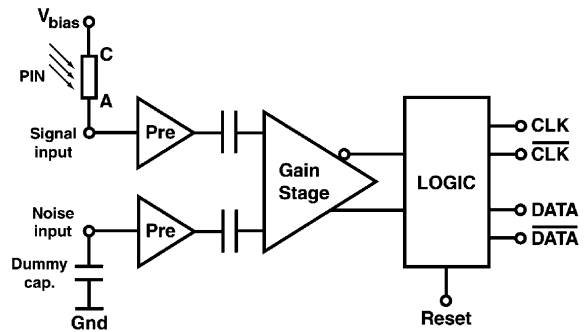 Vbias
C
PIN
A
Signal
input
Pre
Gain
Stage
LOGIC
CLK
CLK
DATA
DATA
Noise
input
Pre
Dummy
cap.
Gnd
Reset